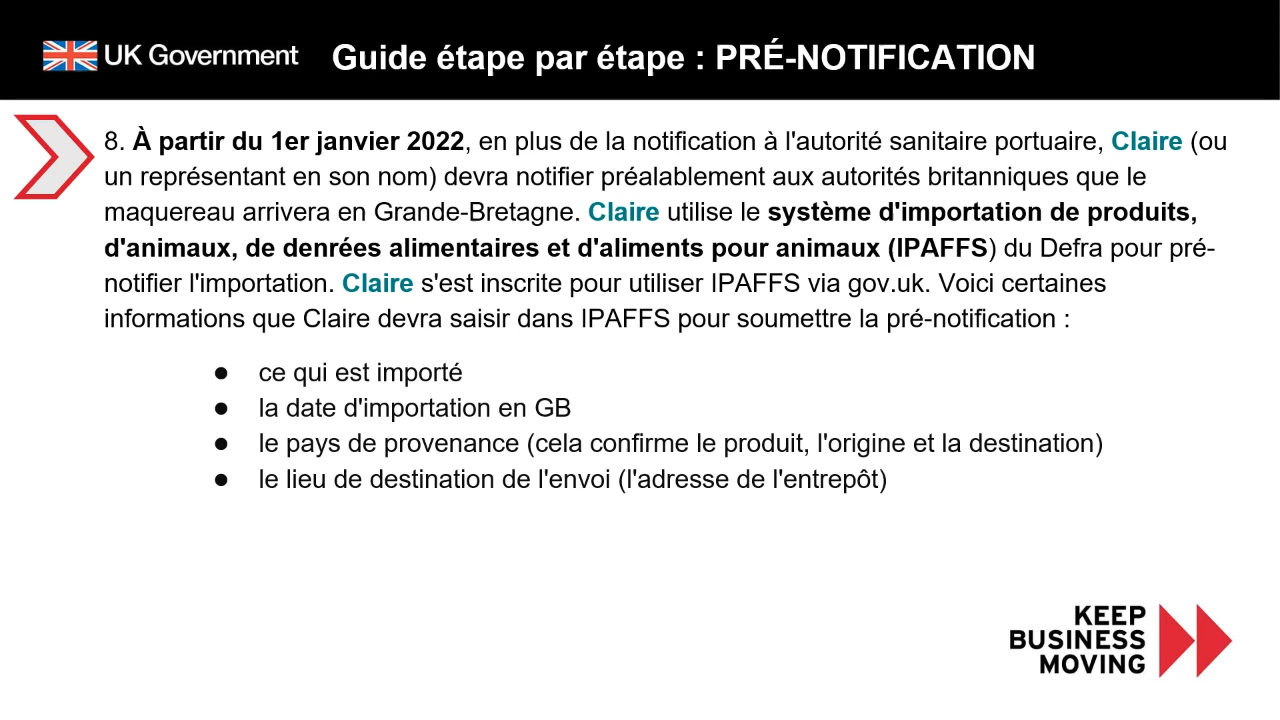 UK Government
Guide étape par étape : PRÉ-NOTIFICATION
8. À partir du 1er janvier 2022, en plus de la notification à l'autorité sanitaire portuaire, Claire (ou
un représentant en son nom) devra notifier préalablement aux autorités britanniques que le
maquereau arrivera en Grande-Bretagne. Claire utilise le système d'importation de produits,
d'animaux, de denrées alimentaires et d'aliments pour animaux (IPAFFS) du Defra pour pré-
notifier l'importation. Claire s'est inscrite pour utiliser IPAFFS via gov.uk. Voici certaines
informations que Claire devra saisir dans IPAFFS pour soumettre la pré-notification :
● ce qui est importé
● la date d'importation en GB
● le pays de provenance (cela confirme le produit, l'origine et la destination)
● le lieu de destination de l'envoi (l'adresse de l'entrepôt)
KEEP
BUSINESS
MOVING